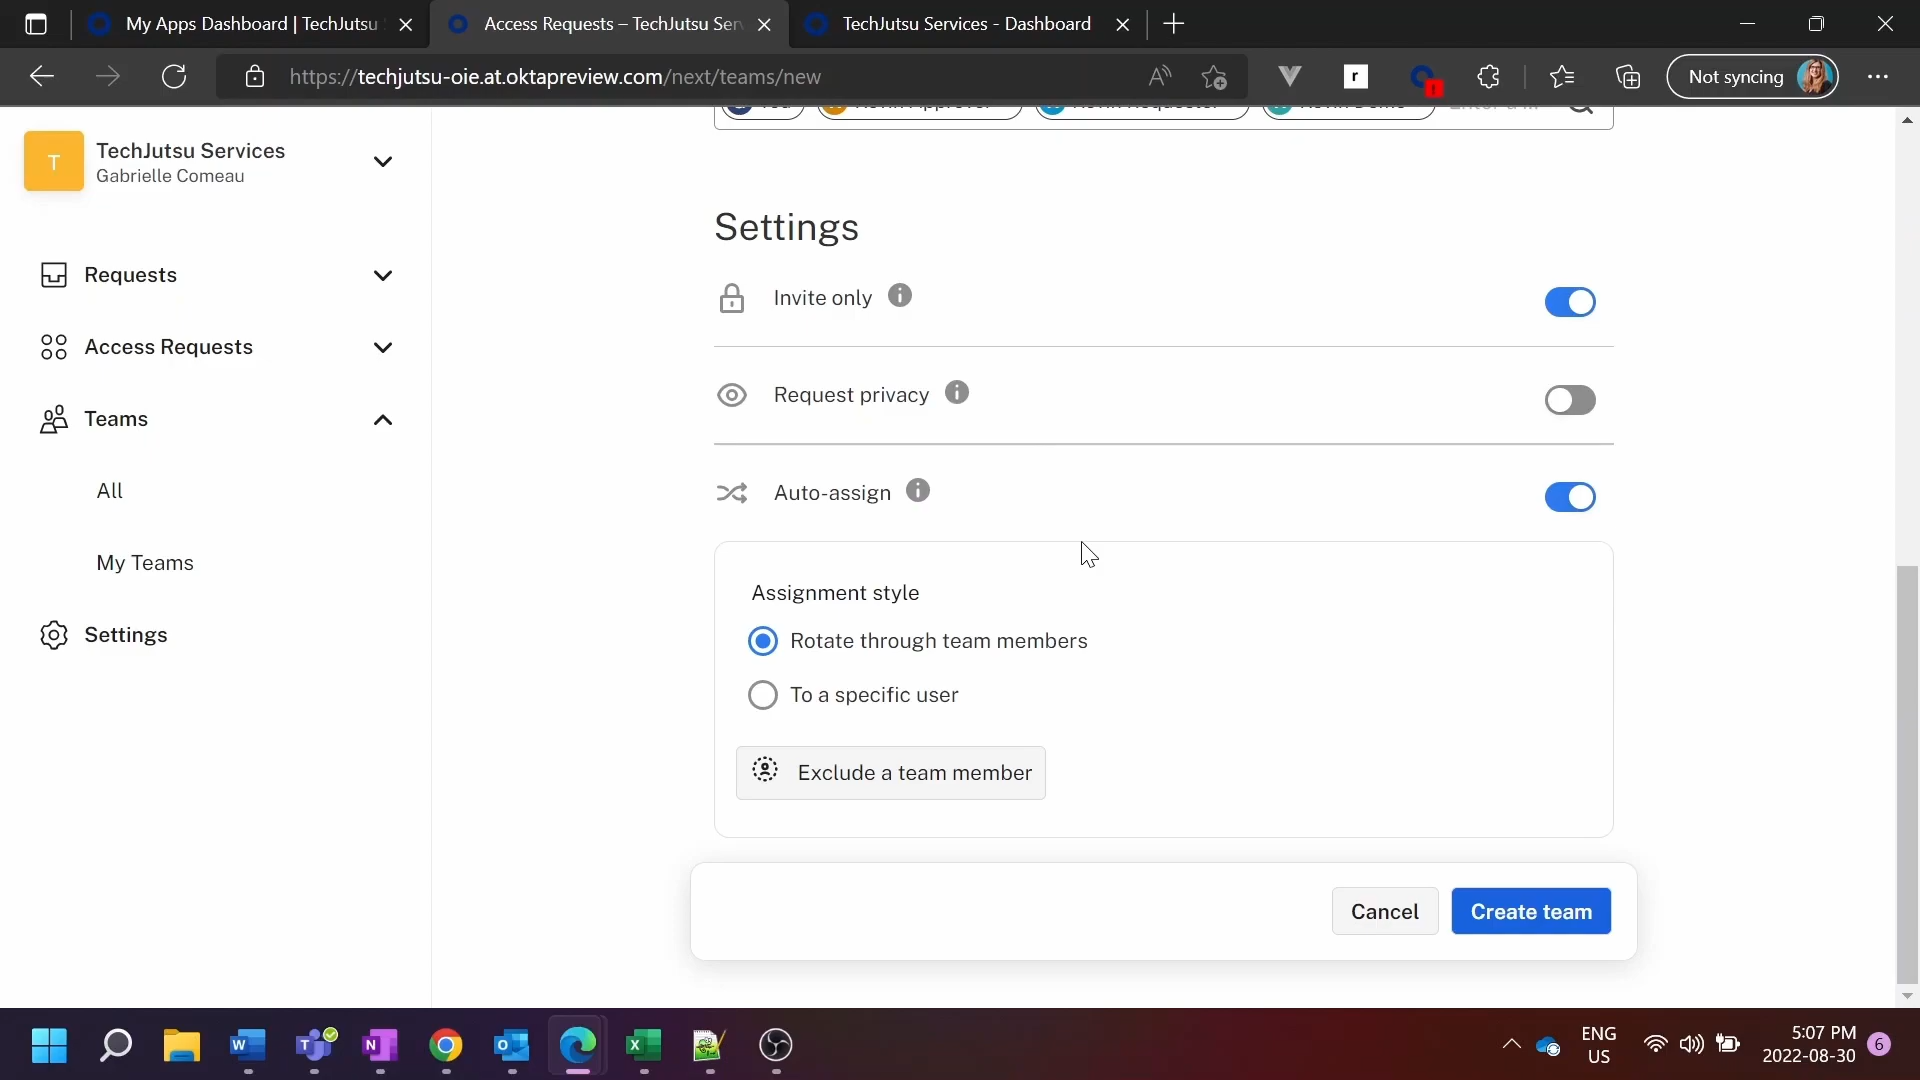 My Apps Dashboard | TechJutsu
Access Requests – TechJutsu Ser
TechJutsu Services - Dashboard
https://techjutsu-oie.at.oktapreview.com/next/teams/new
Not syncing
T
TechJutsu Services
Gabrielle Comeau
Requests
Access Requests
Teams
All
My Teams
Settings
Settings
Invite only
Request privacy
Auto-assign
Assignment style
Rotate through team members
To a specific user
Exclude a team member
Cancel
Create team
ENG
US
5:07 PM
2022-08-30
6